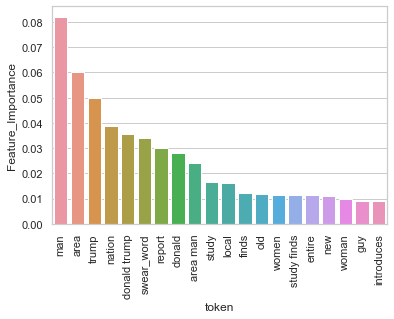 0.08
0.07
0.06
0.05
0.04
0.03
0.02
0.01
0.00
Feature_Importance
man
area
trump
nation
donald trump
swear_word
report
donald
area man
study
local
finds
old
women
study finds
entire
new
woman
guy
introduces
token